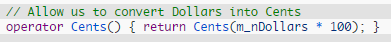 // Allow us to convert Dollars into Cents
operator Cents() { return Cents(m_nDollars * 100); }